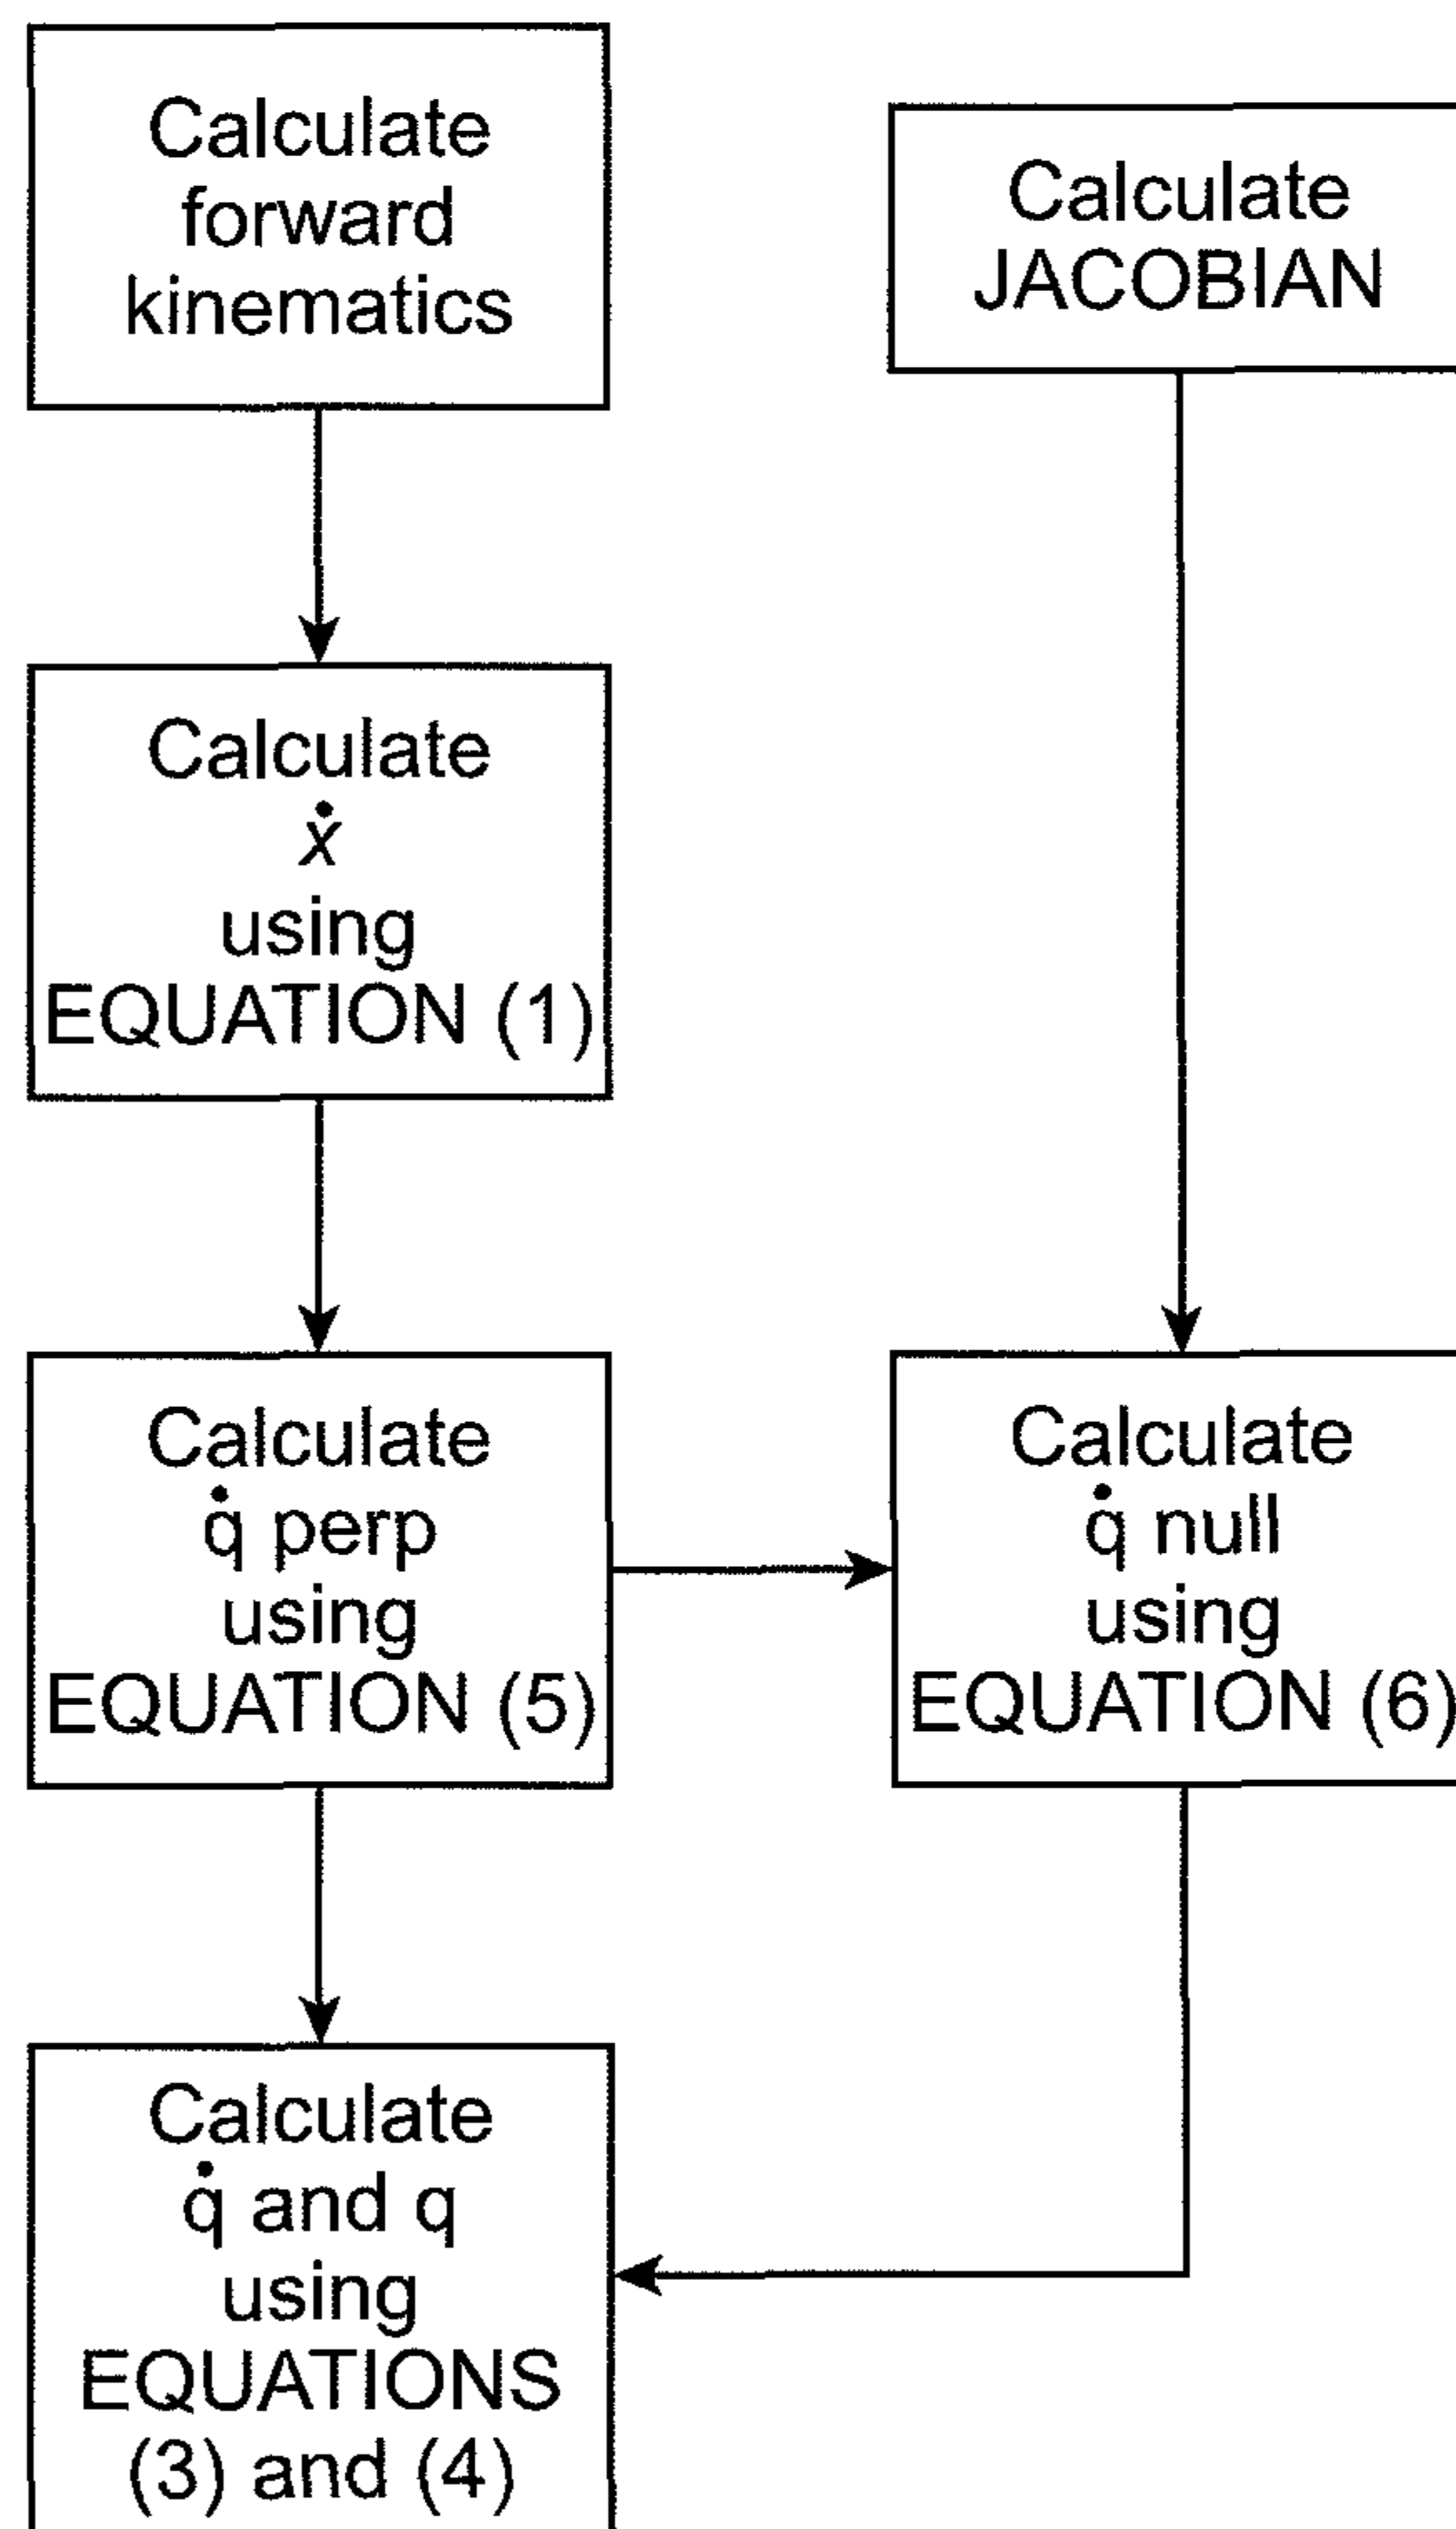 Calculate
forward
kinematics
Calculate
JACOBIAN
Calculate
ẋ
using
EQUATION (1)
Calculate
q̇ perp
using
EQUATION (5)
Calculate
q̇ null
using
EQUATION (6)
Calculate
q̇ and q
using
EQUATIONS
(3) and (4)